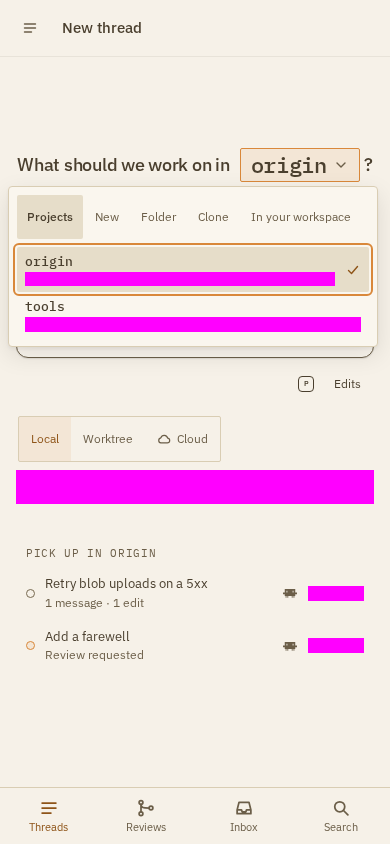 New thread
What should we work on in origin ?
Projects New Folder Clone In your workspace
origin
tools
P Edits
Local Worktree Cloud
PICK UP IN ORIGIN
Retry blob uploads on a 5xx
1 message · 1 edit
Add a farewell
Review requested
Threads Reviews Inbox Search